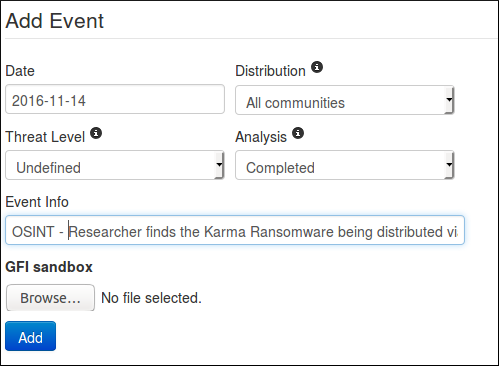 Add Event
Date Distribution
2016-11-14 All communities
Threat Level Analysis
Undefined Completed
Event Info
OSINT - Researcher finds the Karma Ransomware being distributed vi
GFI sandbox
Browse... No file selected.
Add